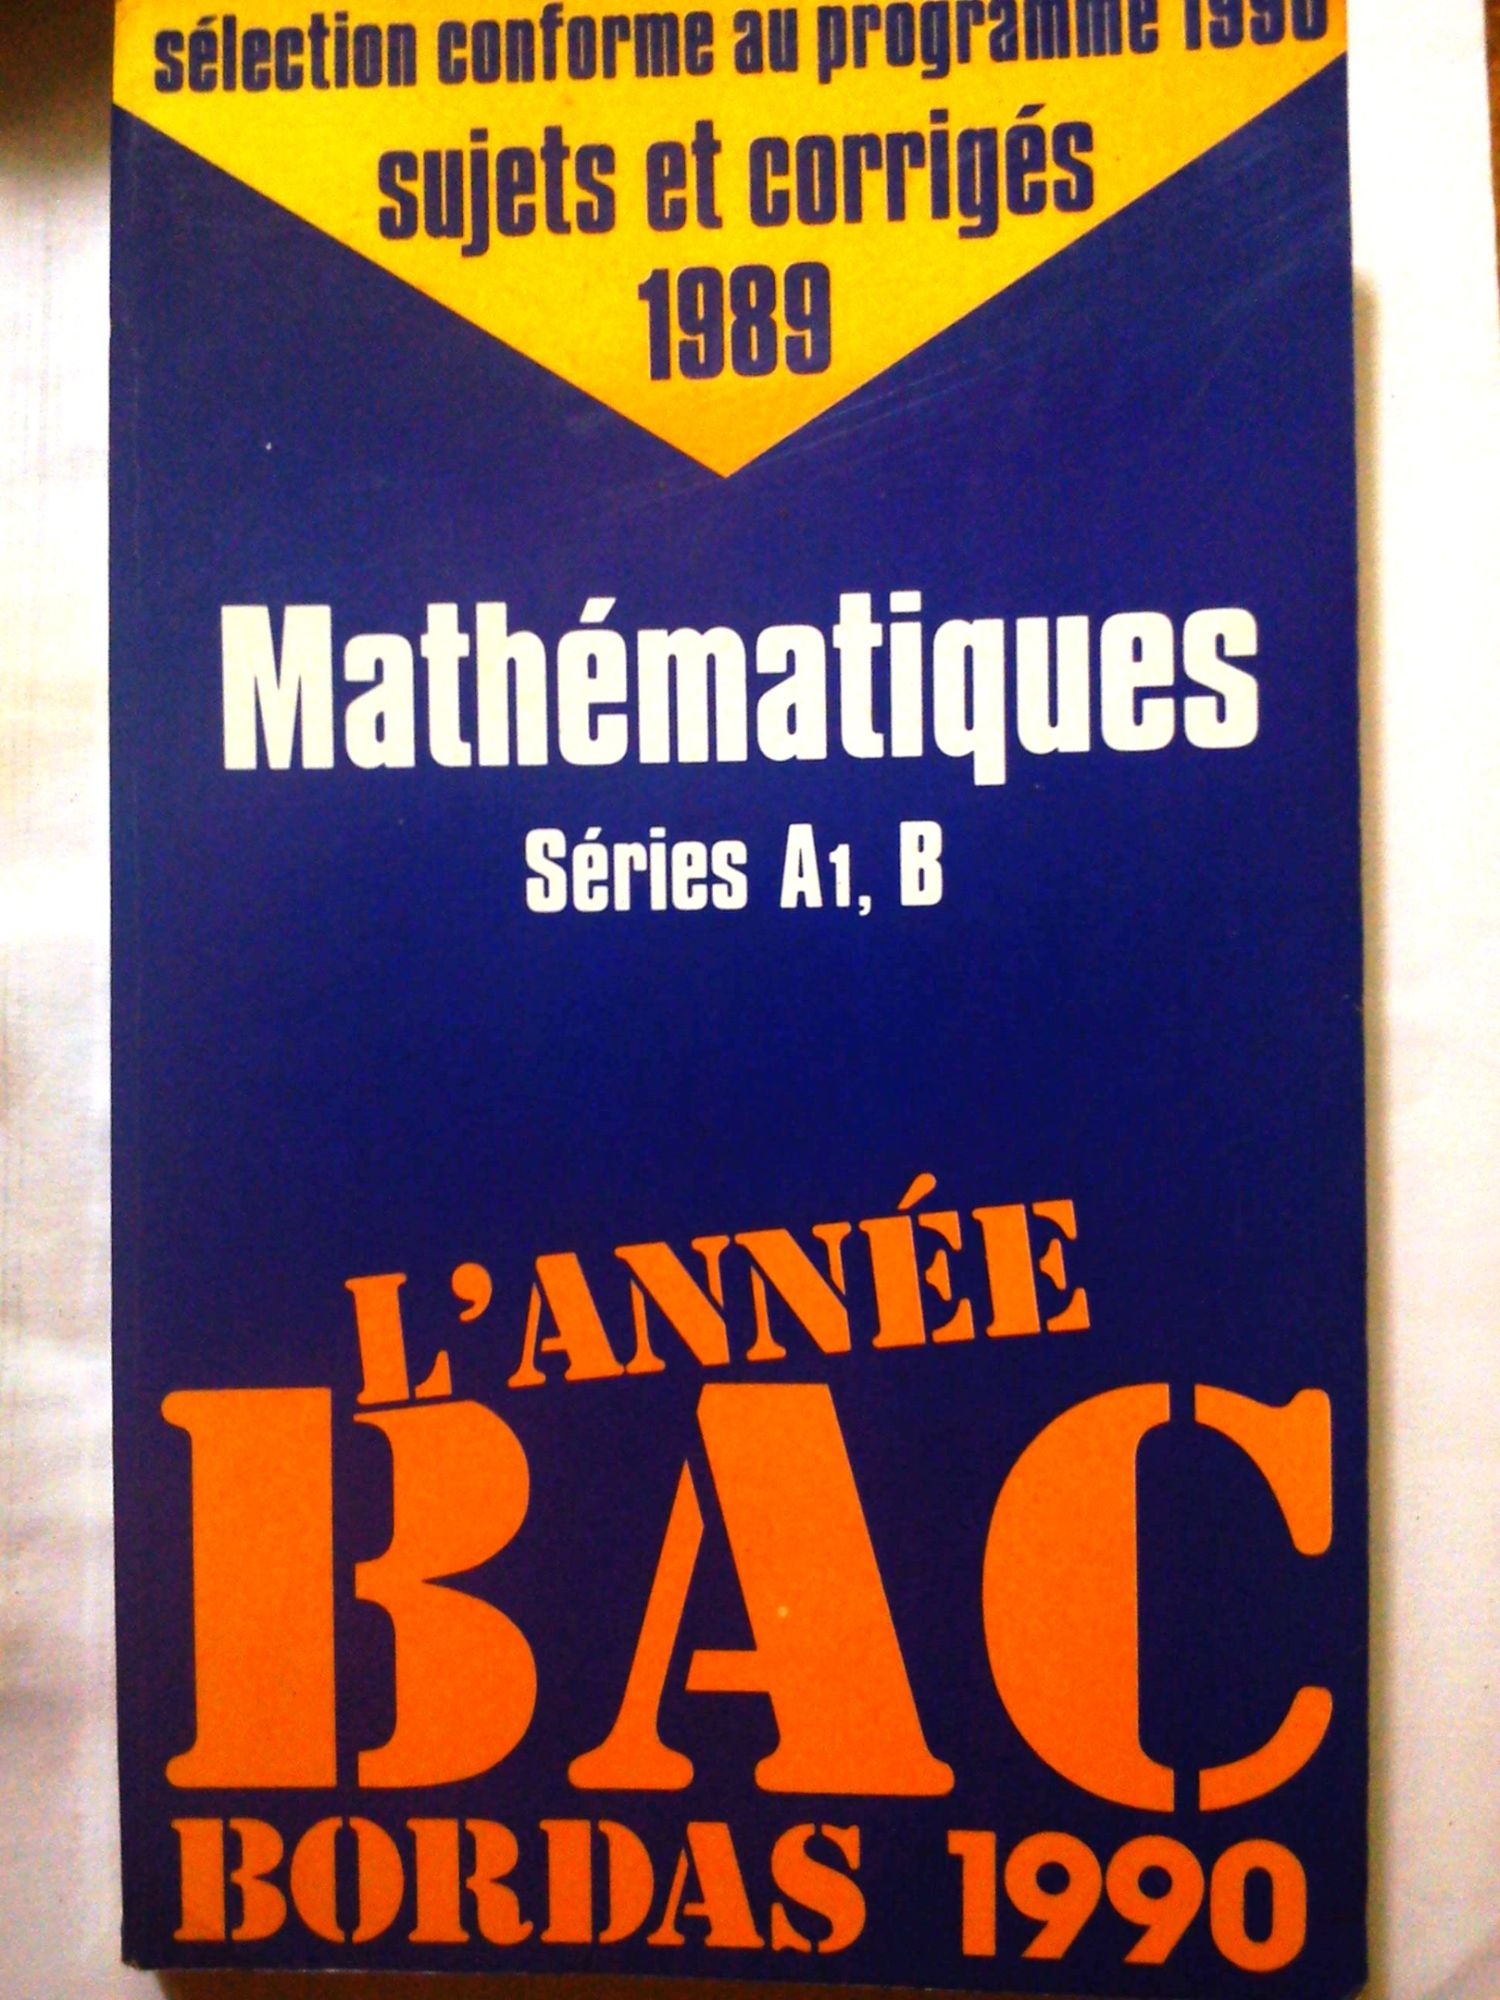 sélection conforme au programme 1990
sujets et corrigés
1989
Mathématiques
Séries A1, B
L'ANNÉE
BAC
BORDAS 1990